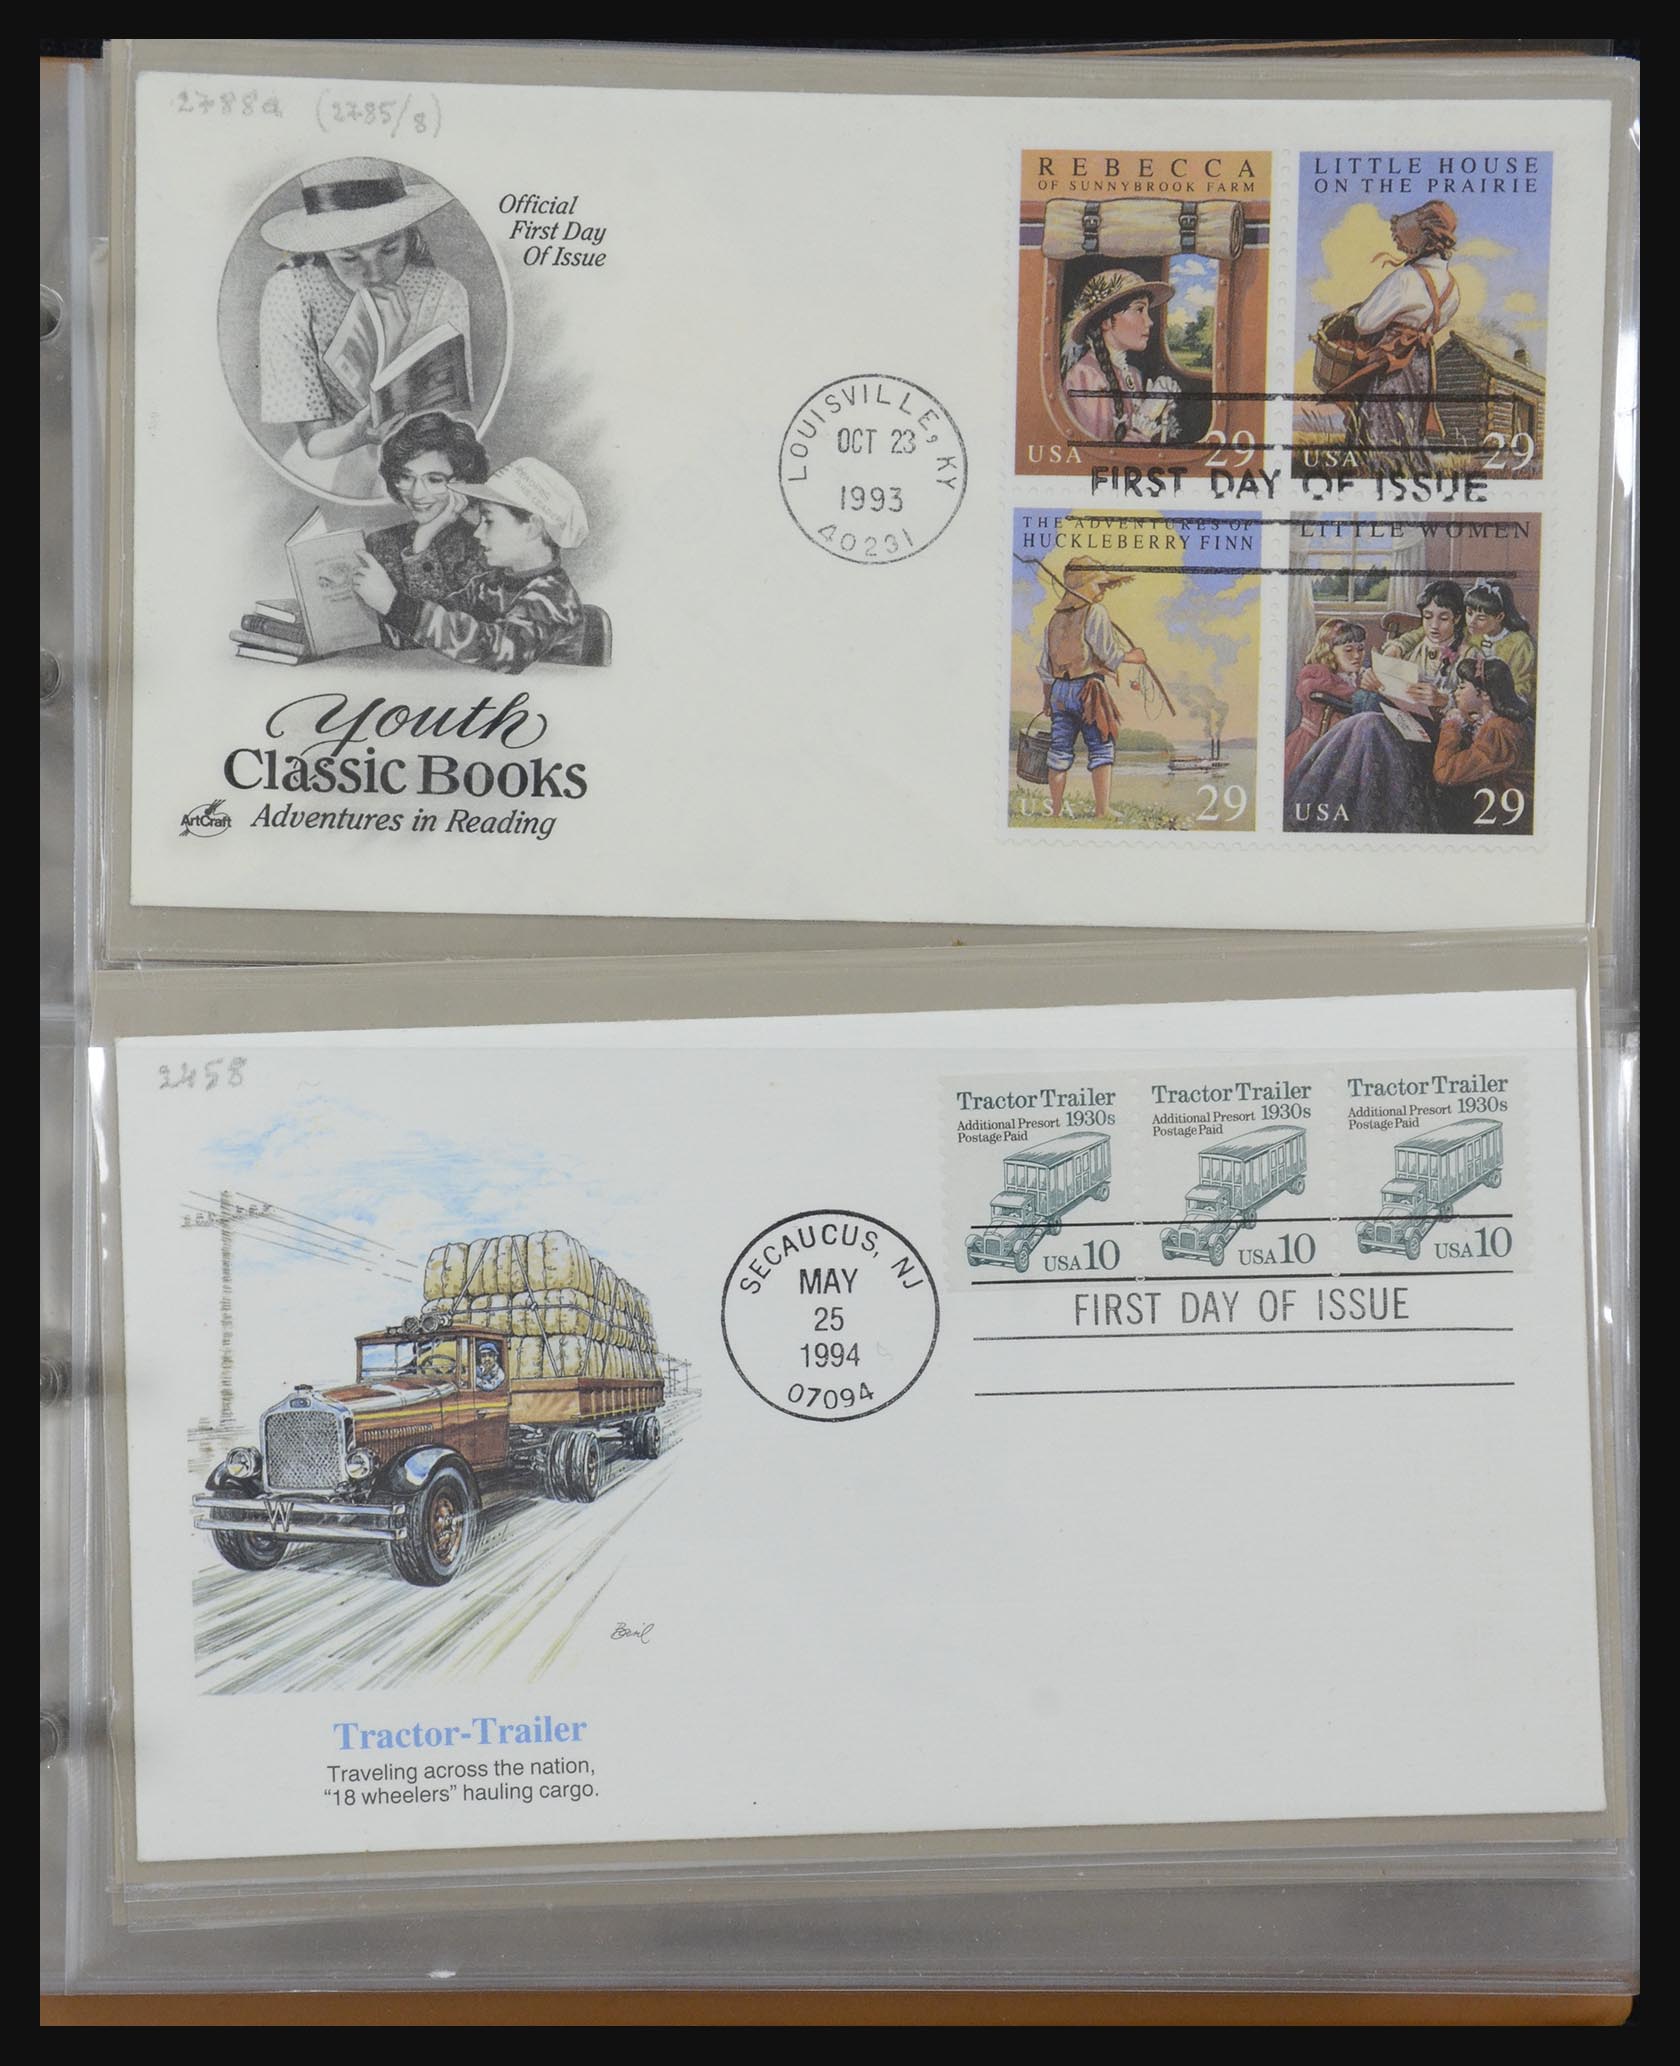 2788a (2785/8)
Official
First Day
Of Issue
Youth
Classic Books
Adventures in Reading
ArtCraft
LOUISVILLE, KY
OCT 23
1993
40231
REBECCA
OF SUNNYBROOK FARM
USA 29
LITTLE HOUSE
ON THE PRAIRIE
USA 29
FIRST DAY OF ISSUE
THE ADVENTURES OF
HUCKLEBERRY FINN
USA 29
LITTLE WOMEN
USA 29
2458
Tractor-Trailer
Traveling across the nation,
“18 wheelers” hauling cargo.
SECAUCUS, NJ
MAY
25
1994
07094
Tractor Trailer
Additional Presort 1930s
Postage Paid
USA 10
Tractor Trailer
Additional Presort 1930s
Postage Paid
USA 10
Tractor Trailer
Additional Presort 1930s
Postage Paid
USA 10
FIRST DAY OF ISSUE